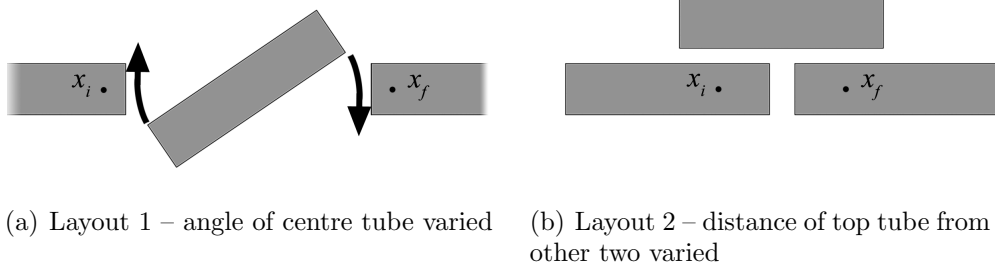 x_i
x_f
x_i
x_f
(a) Layout 1 – angle of centre tube varied
(b) Layout 2 – distance of top tube from
other two varied